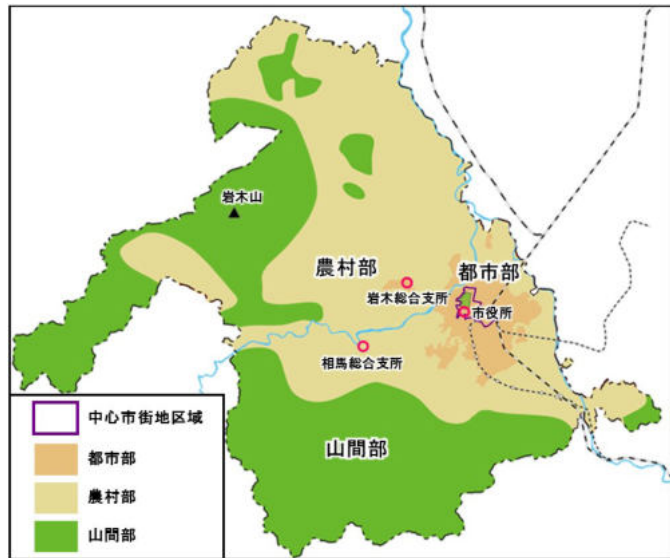 岩木山
農村部
都市部
岩木総合支所
市役所
相馬総合支所
山間部
中心市街地区域
都市部
農村部
山間部